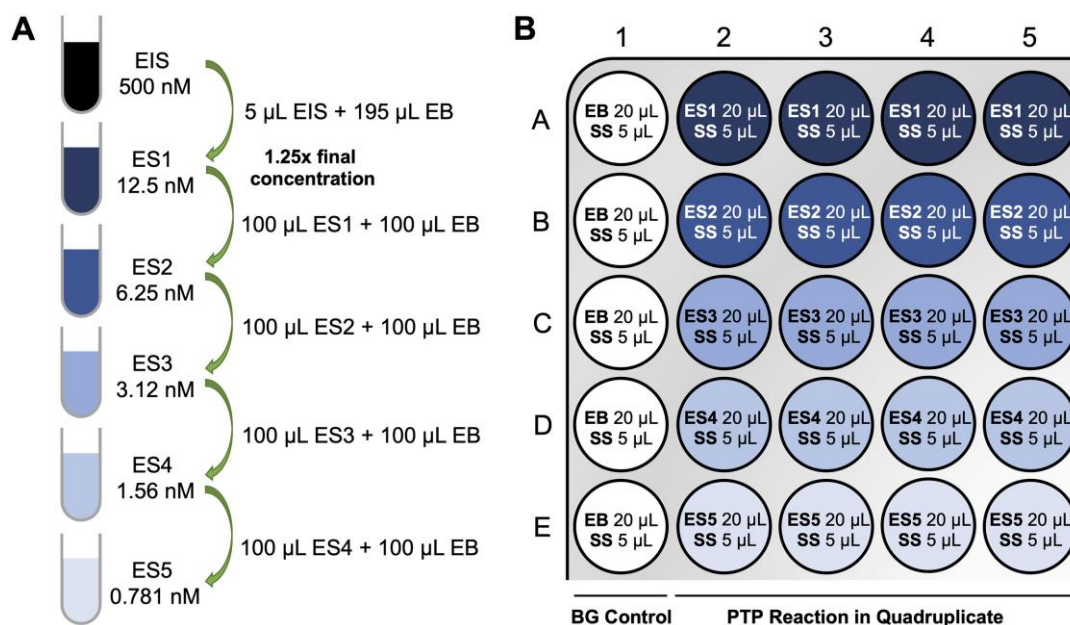 A
EIS
500 nM
5 µL EIS + 195 µL EB
ES1
12.5 nM
1.25x final
concentration
100 µL ES1 + 100 µL EB
ES2
6.25 nM
100 µL ES2 + 100 µL EB
ES3
3.12 nM
100 µL ES3 + 100 µL EB
ES4
1.56 nM
100 µL ES4 + 100 µL EB
ES5
0.781 nM
B
1 2 3 4 5
A
EB 20 µL ES1 20 µL ES1 20 µL ES1 20 µL ES1 20 µL
SS 5 µL SS 5 µL SS 5 µL SS 5 µL SS 5 µL
B
EB 20 µL ES2 20 µL ES2 20 µL ES2 20 µL ES2 20 µL
SS 5 µL SS 5 µL SS 5 µL SS 5 µL SS 5 µL
C
EB 20 µL ES3 20 µL ES3 20 µL ES3 20 µL ES3 20 µL
SS 5 µL SS 5 µL SS 5 µL SS 5 µL SS 5 µL
D
EB 20 µL ES4 20 µL ES4 20 µL ES4 20 µL ES4 20 µL
SS 5 µL SS 5 µL SS 5 µL SS 5 µL SS 5 µL
E
EB 20 µL ES5 20 µL ES5 20 µL ES5 20 µL ES5 20 µL
SS 5 µL SS 5 µL SS 5 µL SS 5 µL SS 5 µL
BG Control PTP Reaction in Quadruplicate